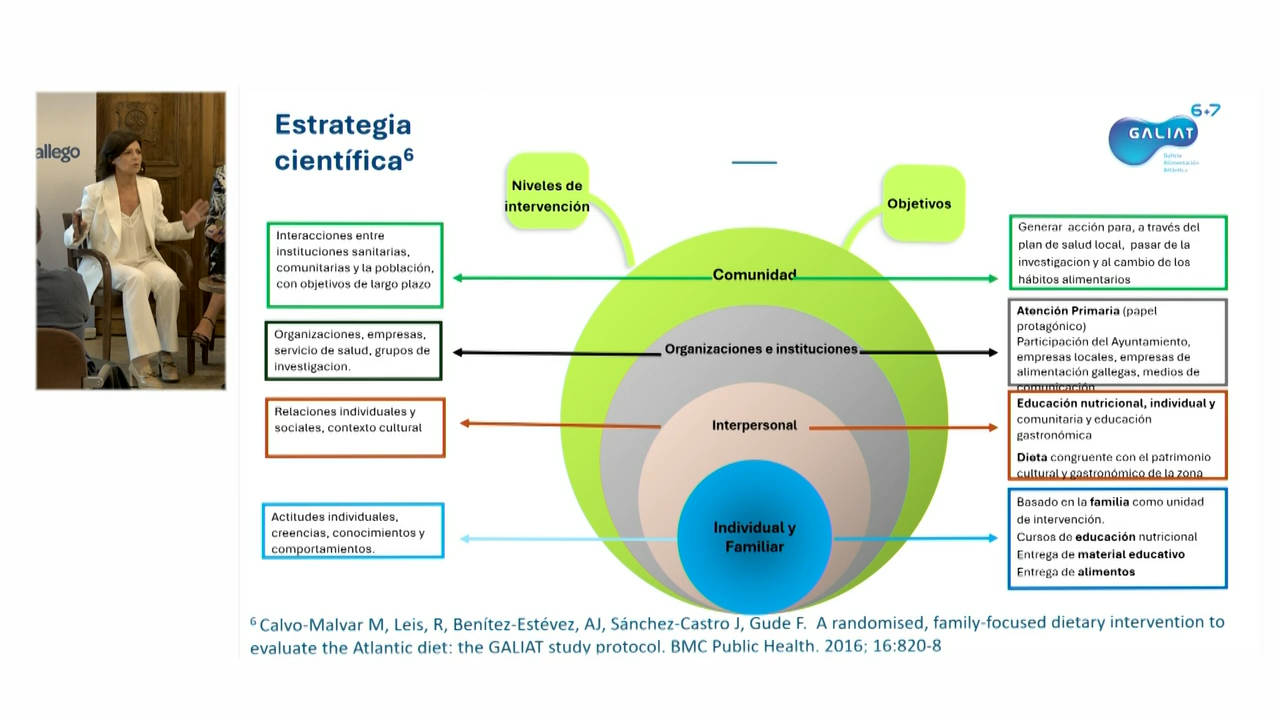 allego
Estrategia
científica6
6+7
GALIAT
Galicia
Alimentación
Atlántica
Niveles de
intervención
Objetivos
Interacciones entre
instituciones sanitarias,
comunitarias y la población,
con objetivos de largo plazo
Comunidad
Generar acción para, a través del
plan de salud local, pasar de la
investigacion y al cambio de los
hábitos alimentarios
Organizaciones, empresas,
servicio de salud, grupos de
investigacion.
Organizaciones e instituciones
Atención Primaria (papel
protagónico)
Participación del Ayuntamiento,
empresas locales, empresas de
alimentación gallegas, medios de
comunicación
Relaciones individuales y
sociales, contexto cultural
Interpersonal
Educación nutricional, individual y
comunitaria y educación
gastronómica
Dieta congruente con el patrimonio
cultural y gastronómico de la zona
Actitudes individuales,
creencias, conocimientos y
comportamientos.
Individual y
Familiar
Basado en la familia como unidad
de intervención.
Cursos de educación nutricional
Entrega de material educativo
Entrega de alimentos
6 Calvo-Malvar M, Leis, R, Benítez-Estévez, AJ, Sánchez-Castro J, Gude F. A randomised, family-focused dietary intervention to
evaluate the Atlantic diet: the GALIAT study protocol. BMC Public Health. 2016; 16:820-8